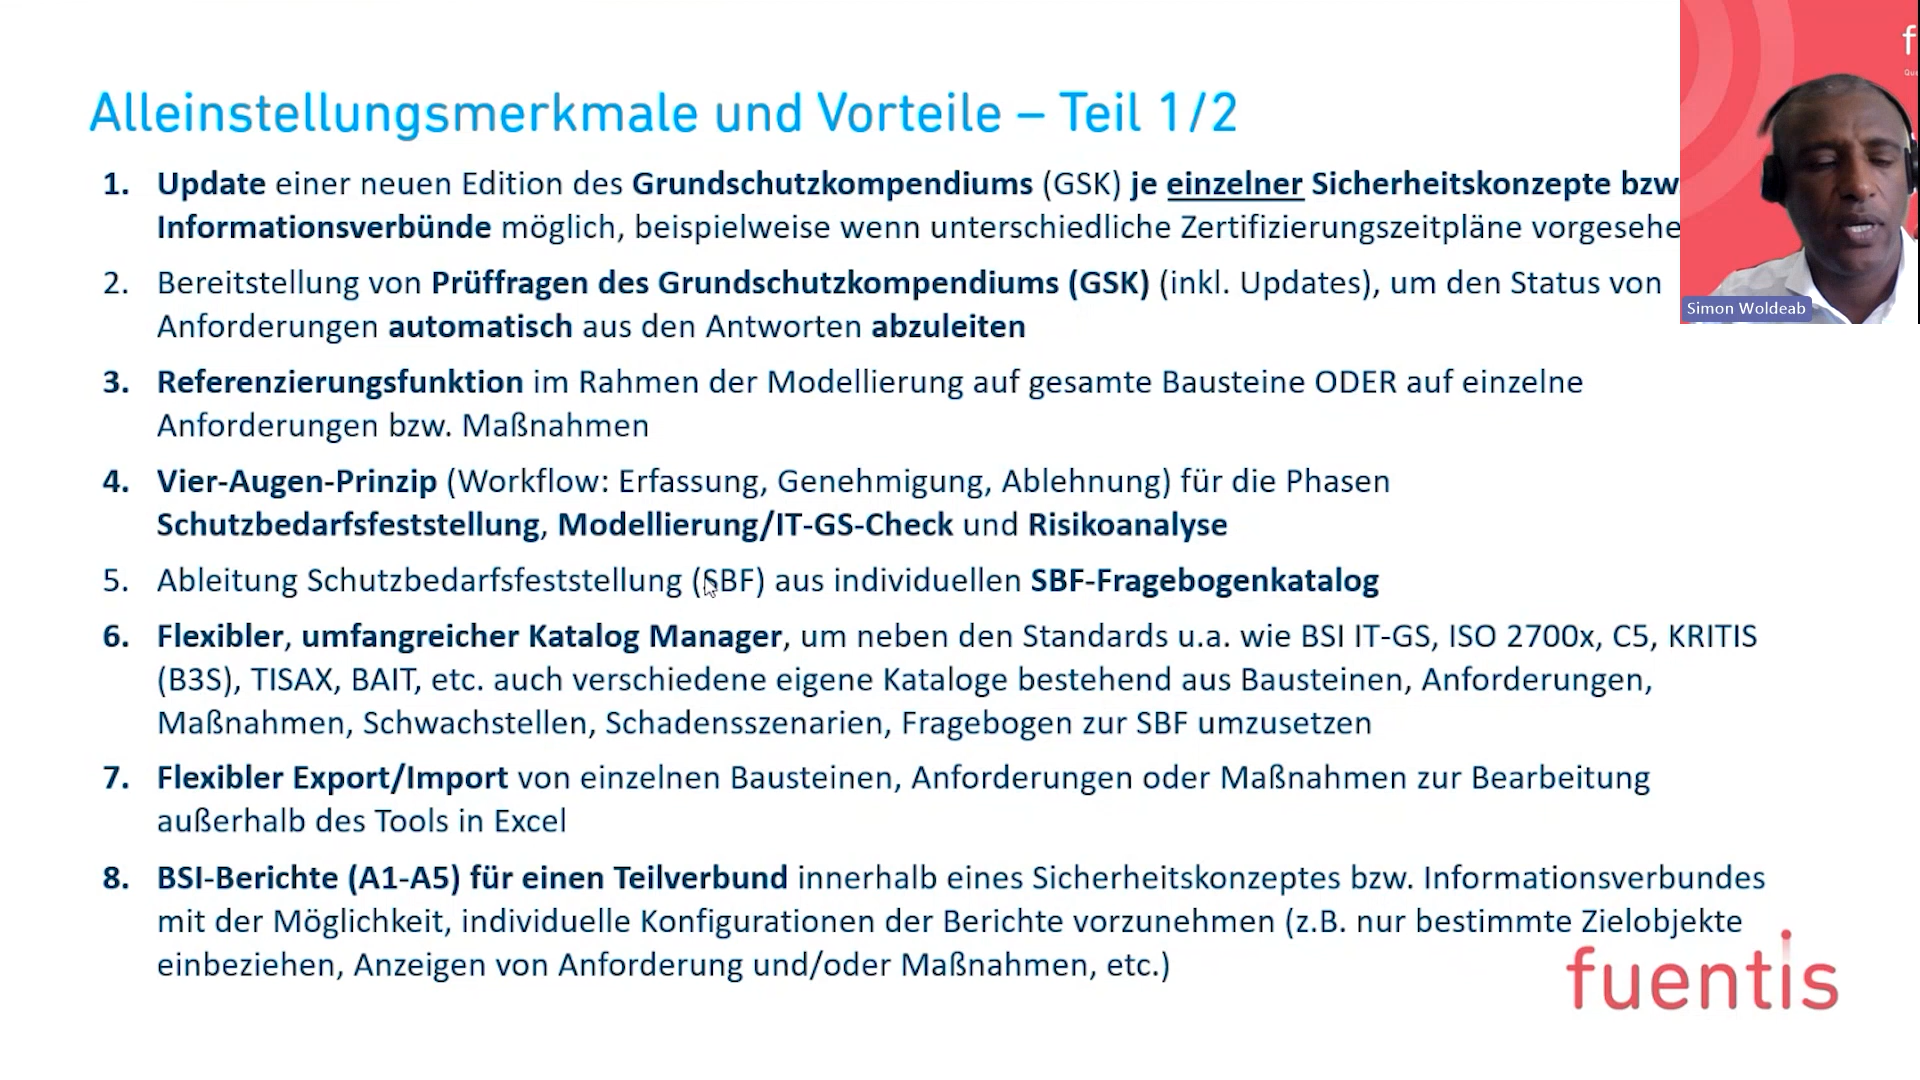 Alleinstellungsmerkmale und Vorteile – Teil 1/2
1. Update einer neuen Edition des Grundschutzkompendiums (GSK) je einzelner Sicherheitskonzepte bzw
Informationsverbünde möglich, beispielweise wenn unterschiedliche Zertifizierungszeitpläne vorgesehe
2. Bereitstellung von Prüffragen des Grundschutzkompendiums (GSK) (inkl. Updates), um den Status von
Anforderungen automatisch aus den Antworten abzuleiten
3. Referenzierungsfunktion im Rahmen der Modellierung auf gesamte Bausteine ODER auf einzelne
Anforderungen bzw. Maßnahmen
4. Vier-Augen-Prinzip (Workflow: Erfassung, Genehmigung, Ablehnung) für die Phasen
Schutzbedarfsfeststellung, Modellierung/IT-GS-Check und Risikoanalyse
5. Ableitung Schutzbedarfsfeststellung (SBF) aus individuellen SBF-Fragebogenkatalog
6. Flexibler, umfangreicher Katalog Manager, um neben den Standards u.a. wie BSI IT-GS, ISO 2700x, C5, KRITIS
(B3S), TISAX, BAIT, etc. auch verschiedene eigene Kataloge bestehend aus Bausteinen, Anforderungen,
Maßnahmen, Schwachstellen, Schadensszenarien, Fragebogen zur SBF umzusetzen
7. Flexibler Export/Import von einzelnen Bausteinen, Anforderungen oder Maßnahmen zur Bearbeitung
außerhalb des Tools in Excel
8. BSI-Berichte (A1-A5) für einen Teilverbund innerhalb eines Sicherheitskonzeptes bzw. Informationsverbundes
mit der Möglichkeit, individuelle Konfigurationen der Berichte vorzunehmen (z.B. nur bestimmte Zielobjekte
einbeziehen, Anzeigen von Anforderung und/oder Maßnahmen, etc.)
fuentis
f
Qua
Simon Woldeab